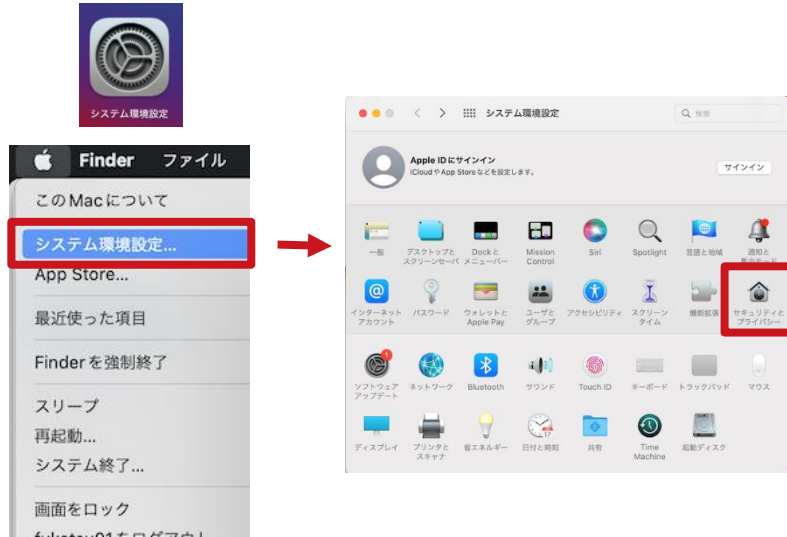 システム環境設定
Finder ファイル
このMacについて
システム環境設定...
App Store...
最近使った項目
Finderを強制終了
スリープ
再起動...
システム終了...
画面をロック
システム環境設定
検索
Apple IDにサインイン
iCloudやApp Storeなどを設定します。
サインイン
一般
デスクトップと
スクリーンセーバ
Dockと
メニューバー
Mission
Control
Siri
Spotlight
言語と地域
通知と
集中モード
インターネット
アカウント
パスワード
ウォレットと
Apple Pay
ユーザと
グループ
アクセシビリティ
スクリーン
タイム
機能拡張
セキュリティと
プライバシー
ソフトウェア
アップデート
1
ネットワーク
Bluetooth
サウンド
Touch ID
キーボード
トラックパッド
マウス
ディスプレイ
プリンタと
スキャナ
省エネルギー
日付と時刻
17
共有
Time
Machine
起動ディスク